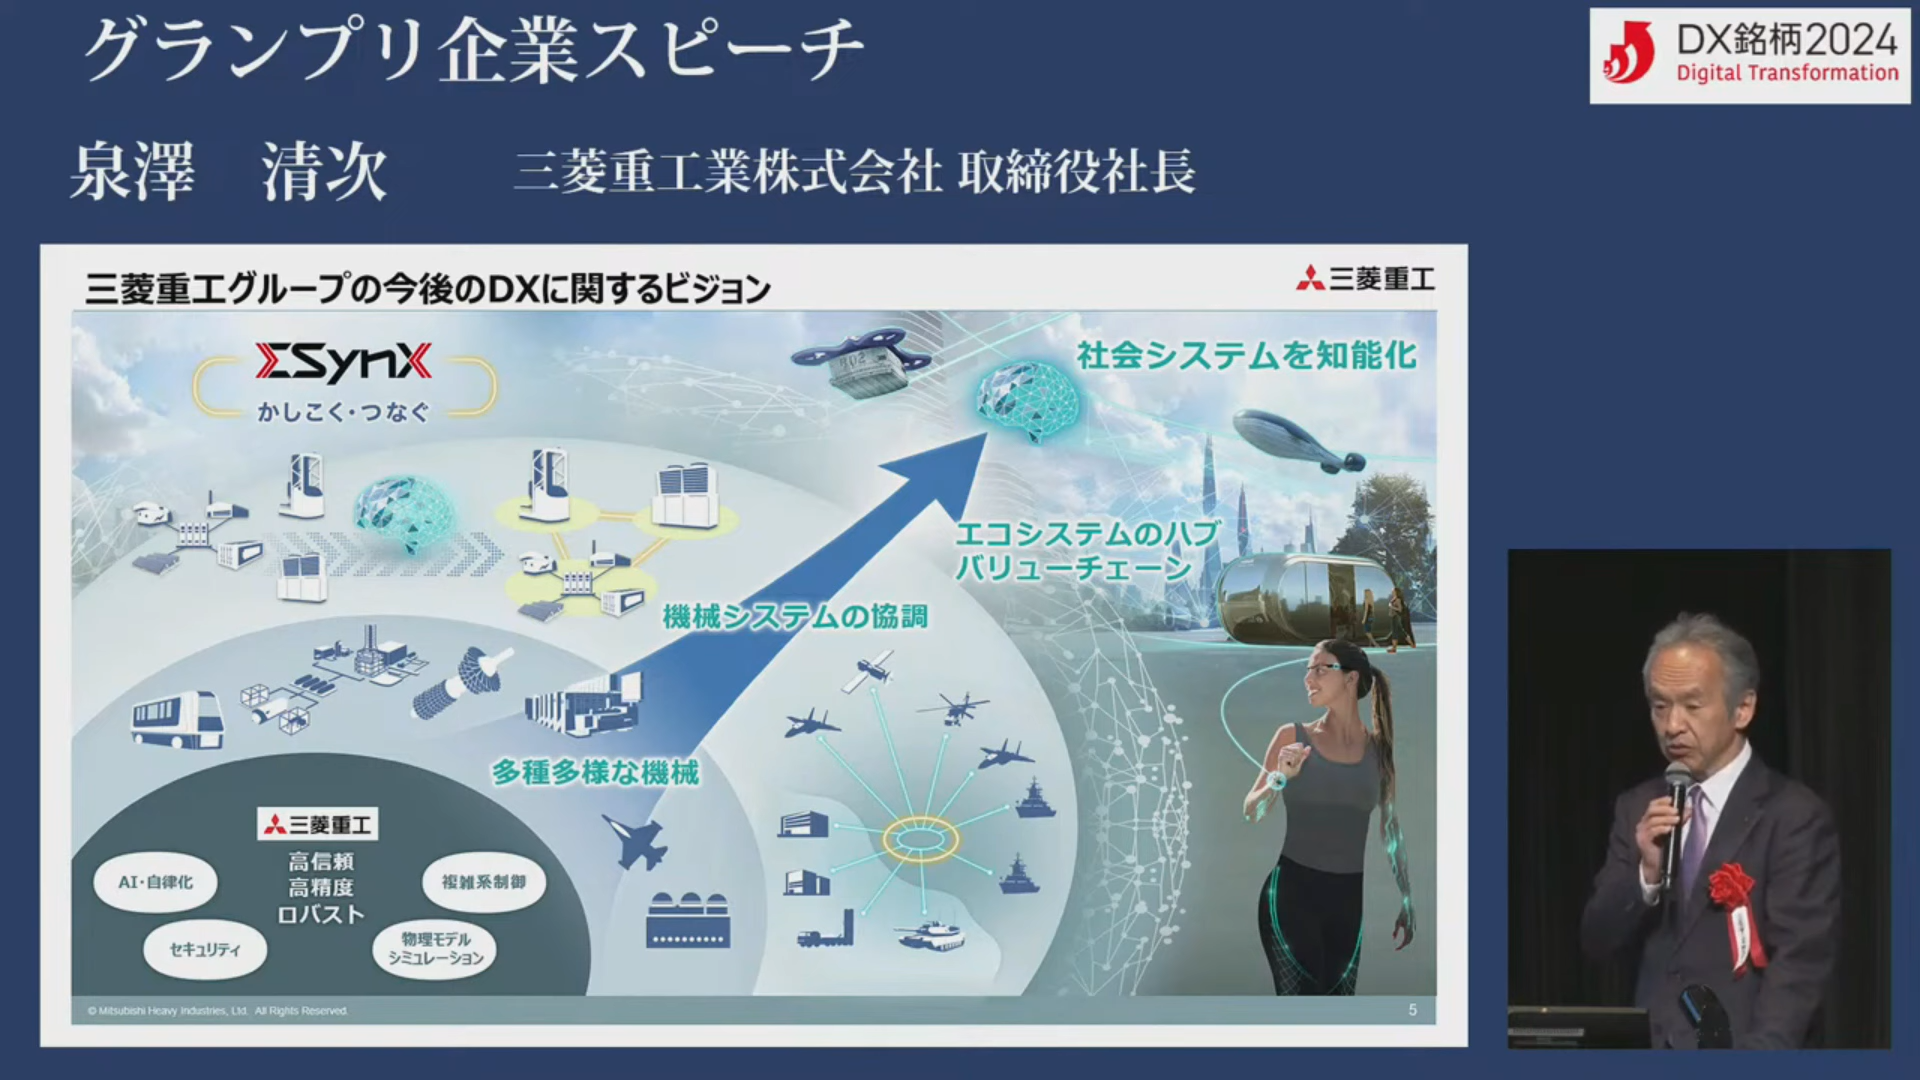 グランプリ企業スピーチ
DX銘柄2024
Digital Transformation
泉澤 清次 三菱重工業株式会社 取締役社長
三菱重工グループの今後のDXに関するビジョン
三菱重工
ΣSynX
かしこく・つなぐ
社会システムを知能化
エコシステムのハブ
バリューチェーン
機械システムの協調
多種多様な機械
三菱重工
高信頼
高精度
ロバスト
AI・自律化
複雑系制御
セキュリティ
物理モデル
シミュレーション
© Mitsubishi Heavy Industries, Ltd. All Rights Reserved.
5